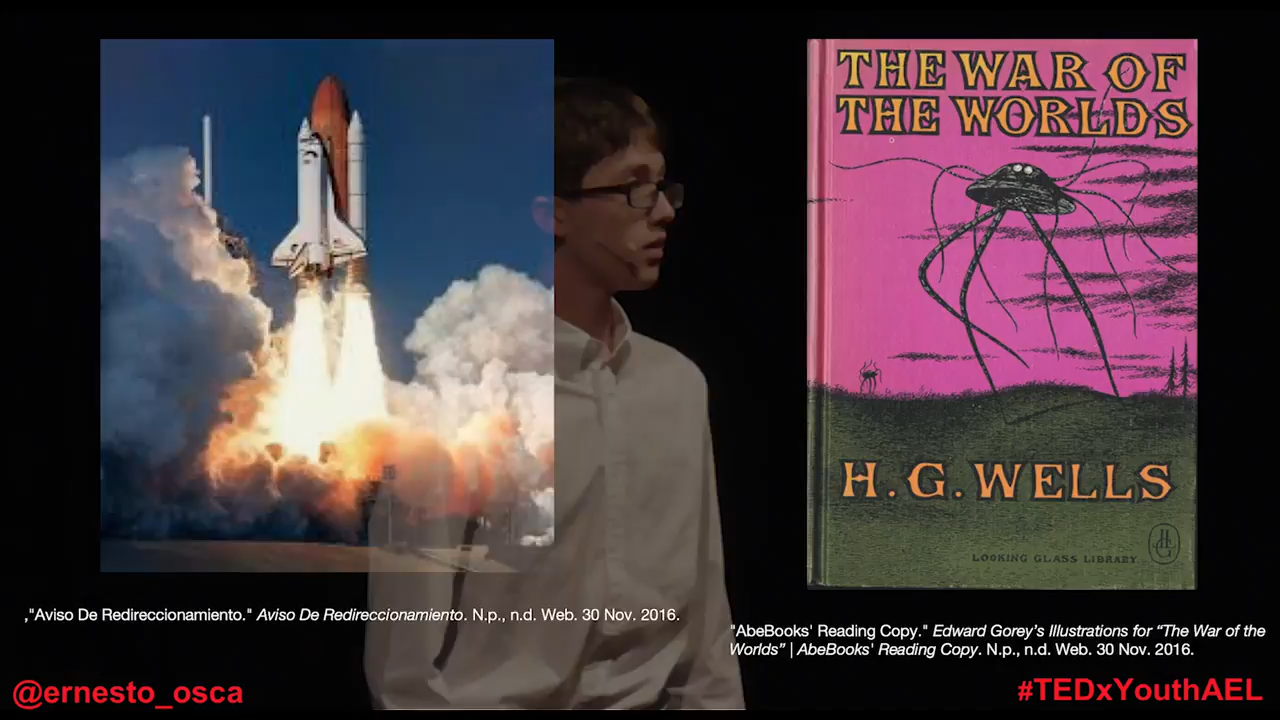 THE WAR OF
THE WORLDS
H. G. WELLS
LOOKING GLASS LIBRARY
,"Aviso De Redireccionamiento." Aviso De Redireccionamiento. N.p., n.d. Web. 30 Nov. 2016.
"AbeBooks' Reading Copy." Edward Gorey's Illustrations for “The War of the
Worlds” | AbeBooks' Reading Copy. N.p., n.d. Web. 30 Nov. 2016.
@ernesto_osca
#TEDxYouthAEL